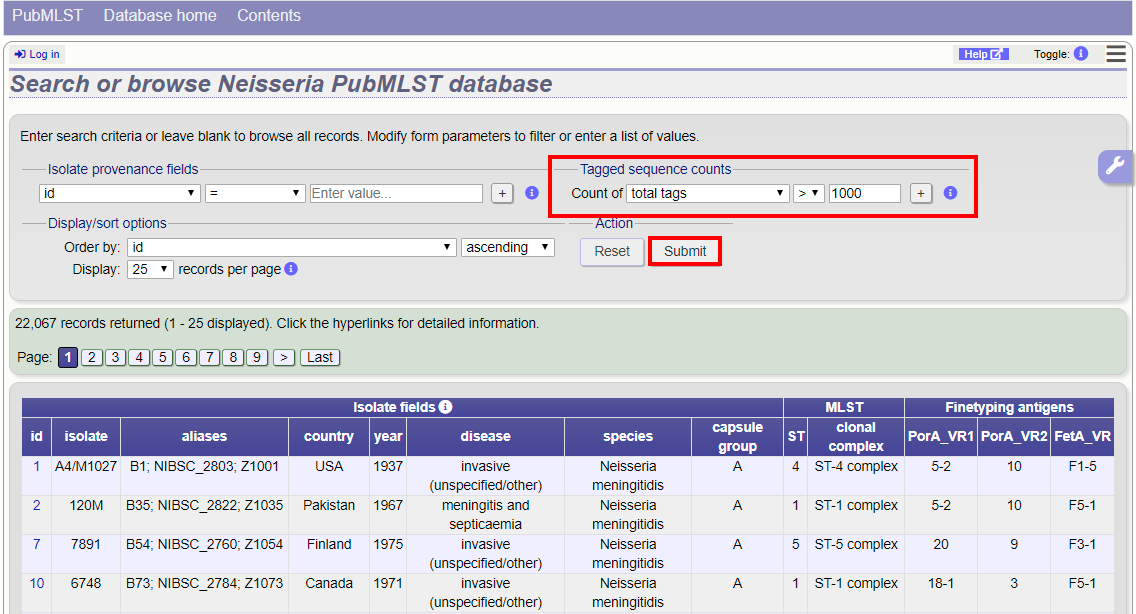 PubMLST Database home Contents
Log in Help Toggle:
Search or browse Neisseria PubMLST database
Enter search criteria or leave blank to browse all records. Modify form parameters to filter or enter a list of values.
Isolate provenance fields Tagged sequence counts
id = Enter value... + Count of total tags > 1000 +
Display/sort options Action
Order by: id ascending Reset Submit
Display: 25 records per page
22,067 records returned (1 - 25 displayed). Click the hyperlinks for detailed information.
Page: 1 2 3 4 5 6 7 8 9 > Last
Isolate fields MLST Finetyping antigens
id isolate aliases country year disease species capsule group ST clonal complex PorA_VR1 PorA_VR2 FetA_VR
1 A4/M1027 B1; NIBSC_2803; Z1001 USA 1937 invasive (unspecified/other) Neisseria meningitidis A 4 ST-4 complex 5-2 10 F1-5
2 120M B35; NIBSC_2822; Z1035 Pakistan 1967 meningitis and septicaemia Neisseria meningitidis A 1 ST-1 complex 5-2 10 F5-1
7 7891 B54; NIBSC_2760; Z1054 Finland 1975 invasive (unspecified/other) Neisseria meningitidis A 5 ST-5 complex 20 9 F3-1
10 6748 B73; NIBSC_2784; Z1073 Canada 1971 invasive (unspecified/other) Neisseria meningitidis A 1 ST-1 complex 18-1 3 F5-1